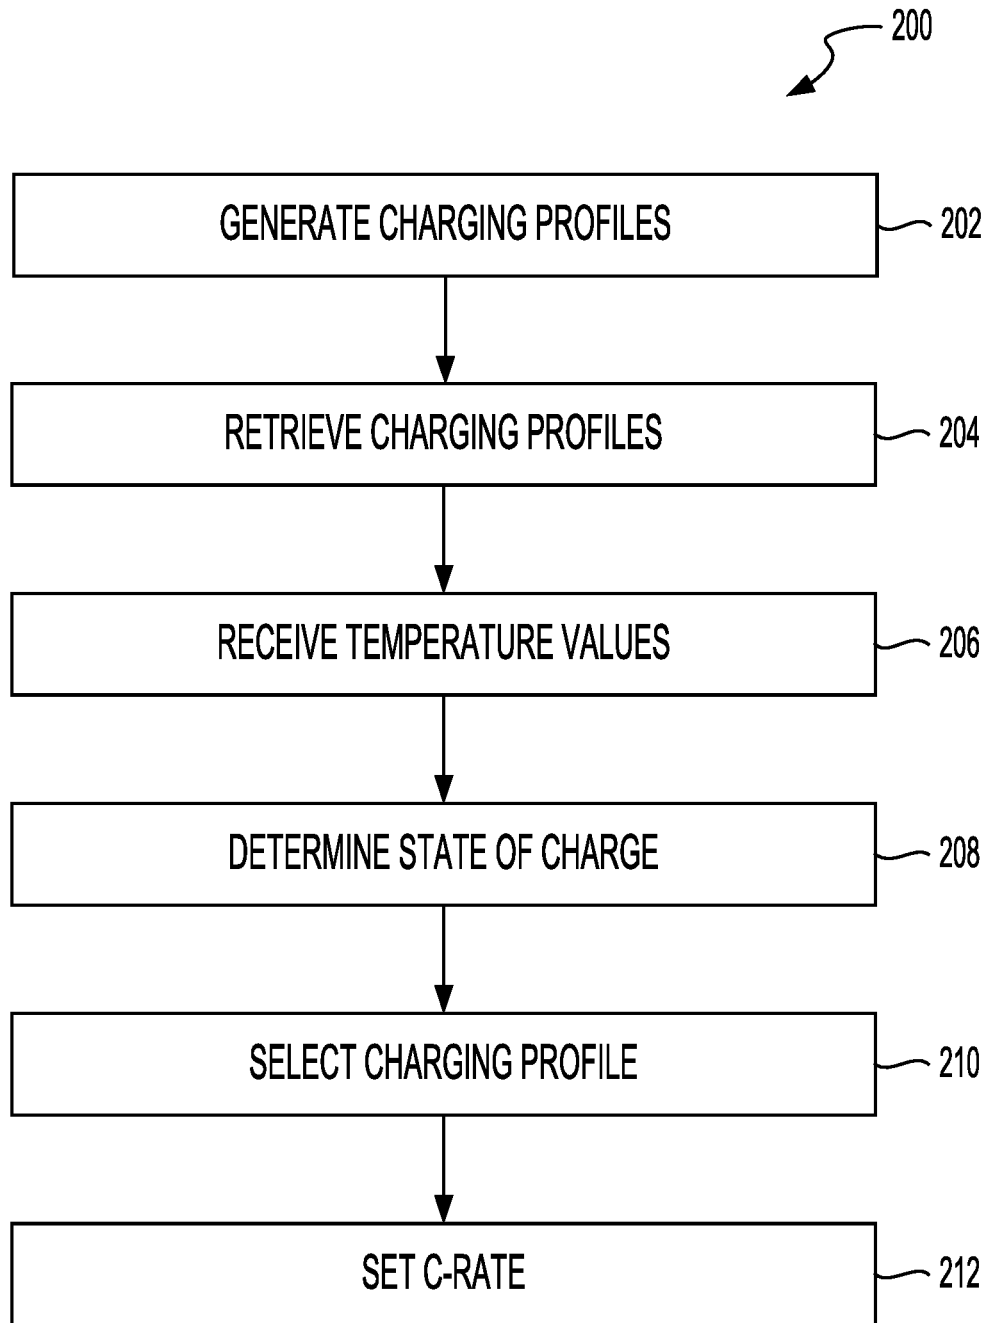 200
GENERATE CHARGING PROFILES
202
RETRIEVE CHARGING PROFILES
204
RECEIVE TEMPERATURE VALUES
206
DETERMINE STATE OF CHARGE
208
SELECT CHARGING PROFILE
210
SET C-RATE
212